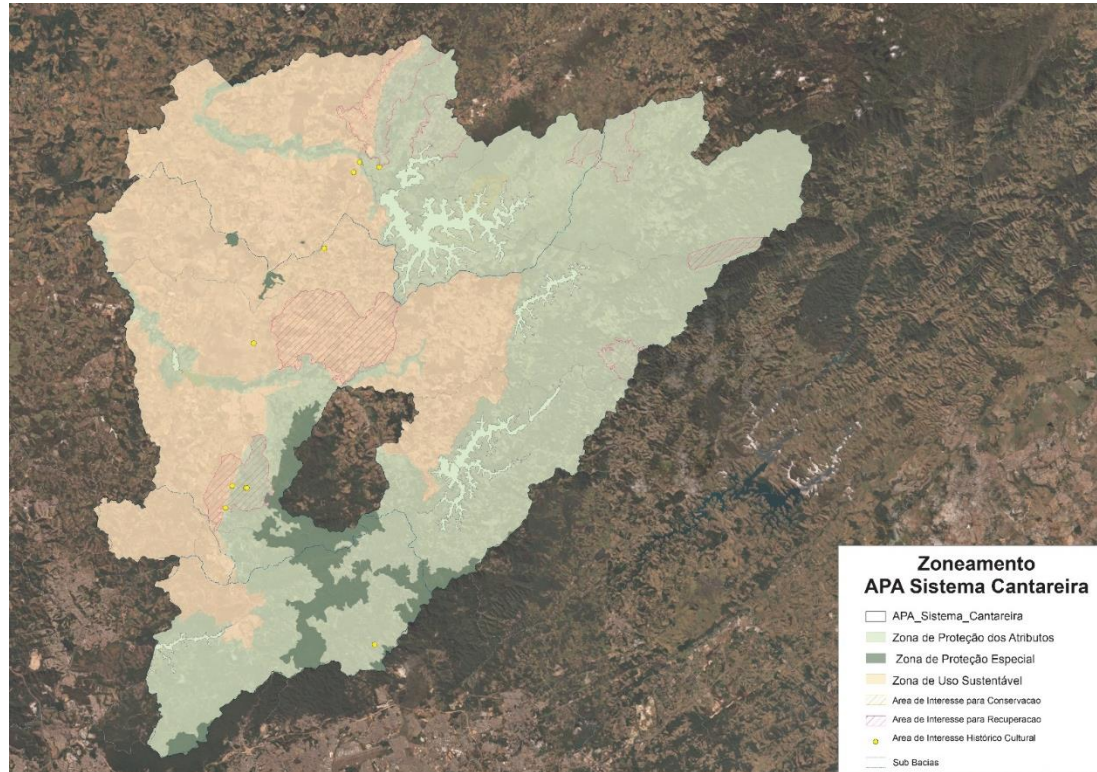 Zoneamento
APA Sistema Cantareira
APA_Sistema_Cantareira
Zona de Proteção dos Atributos
Zona de Proteção Especial
Zona de Uso Sustentável
Area de Interesse para Conservacao
Area de Interesse para Recuperacao
Area de Interesse Histórico Cultural
Sub Bacias